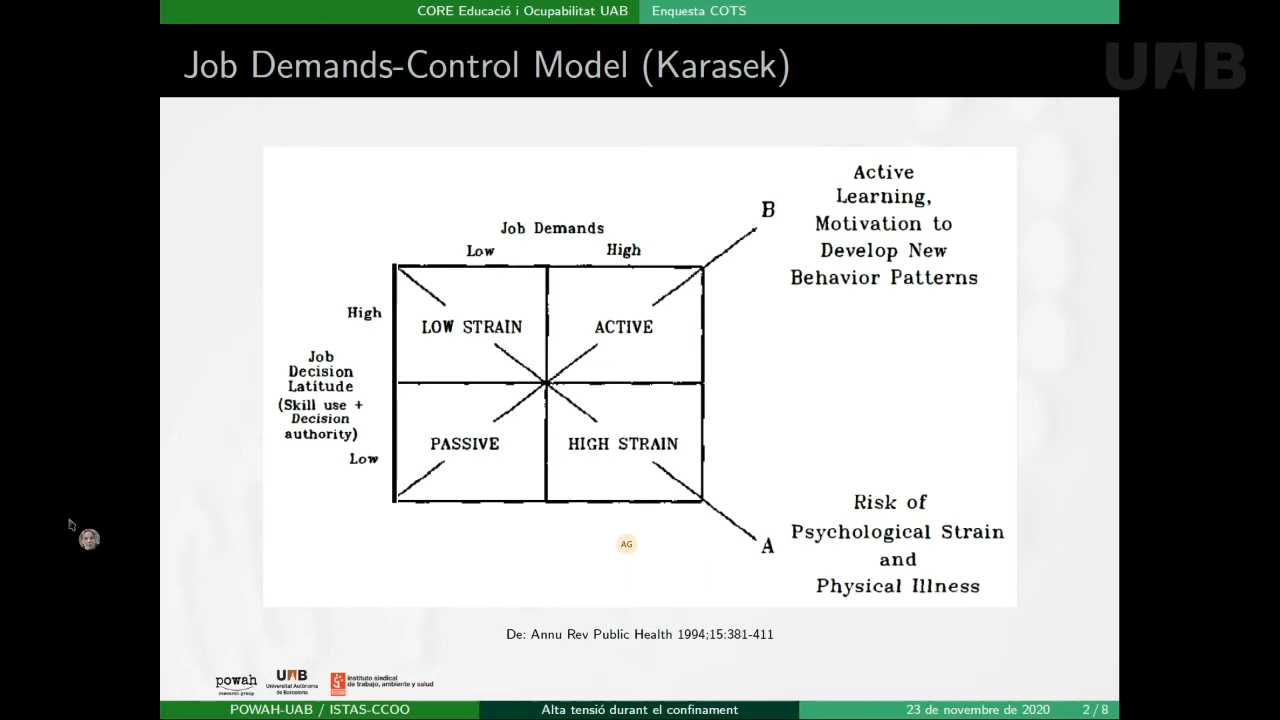 CORE Educació i Ocupabilitat UAB
Enquesta COTS
Job Demands-Control Model (Karasek)
UAB
Active
Learning,
Motivation to
Develop New
Behavior Patterns
B
Job Demands
Low
High
High
LOW STRAIN
ACTIVE
Job
Decision
Latitude
(Skill use +
Decision
authority)
PASSIVE
HIGH STRAIN
Low
Risk of
Psychological Strain
and
Physical Illness
A
AG
De: Annu Rev Public Health 1994;15:381-411
powah
research group
UAB
Universitat Autònoma
de Barcelona
CCOO
instituto sindical
de trabajo, ambiente y salud
POWAH-UAB / ISTAS-CCOO
Alta tensió durant el confinament
23 de novembre de 2020
2 / 8